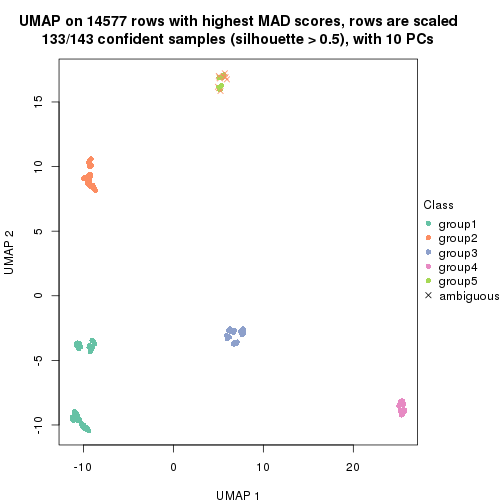 UMAP on 14577 rows with highest MAD scores, rows are scaled
133/143 confident samples (silhouette > 0.5), with 10 PCs
15
10
5
0
-5
-10
UMAP 2
-10
0
10
20
UMAP 1
Class
group1
group2
group3
group4
group5
ambiguous